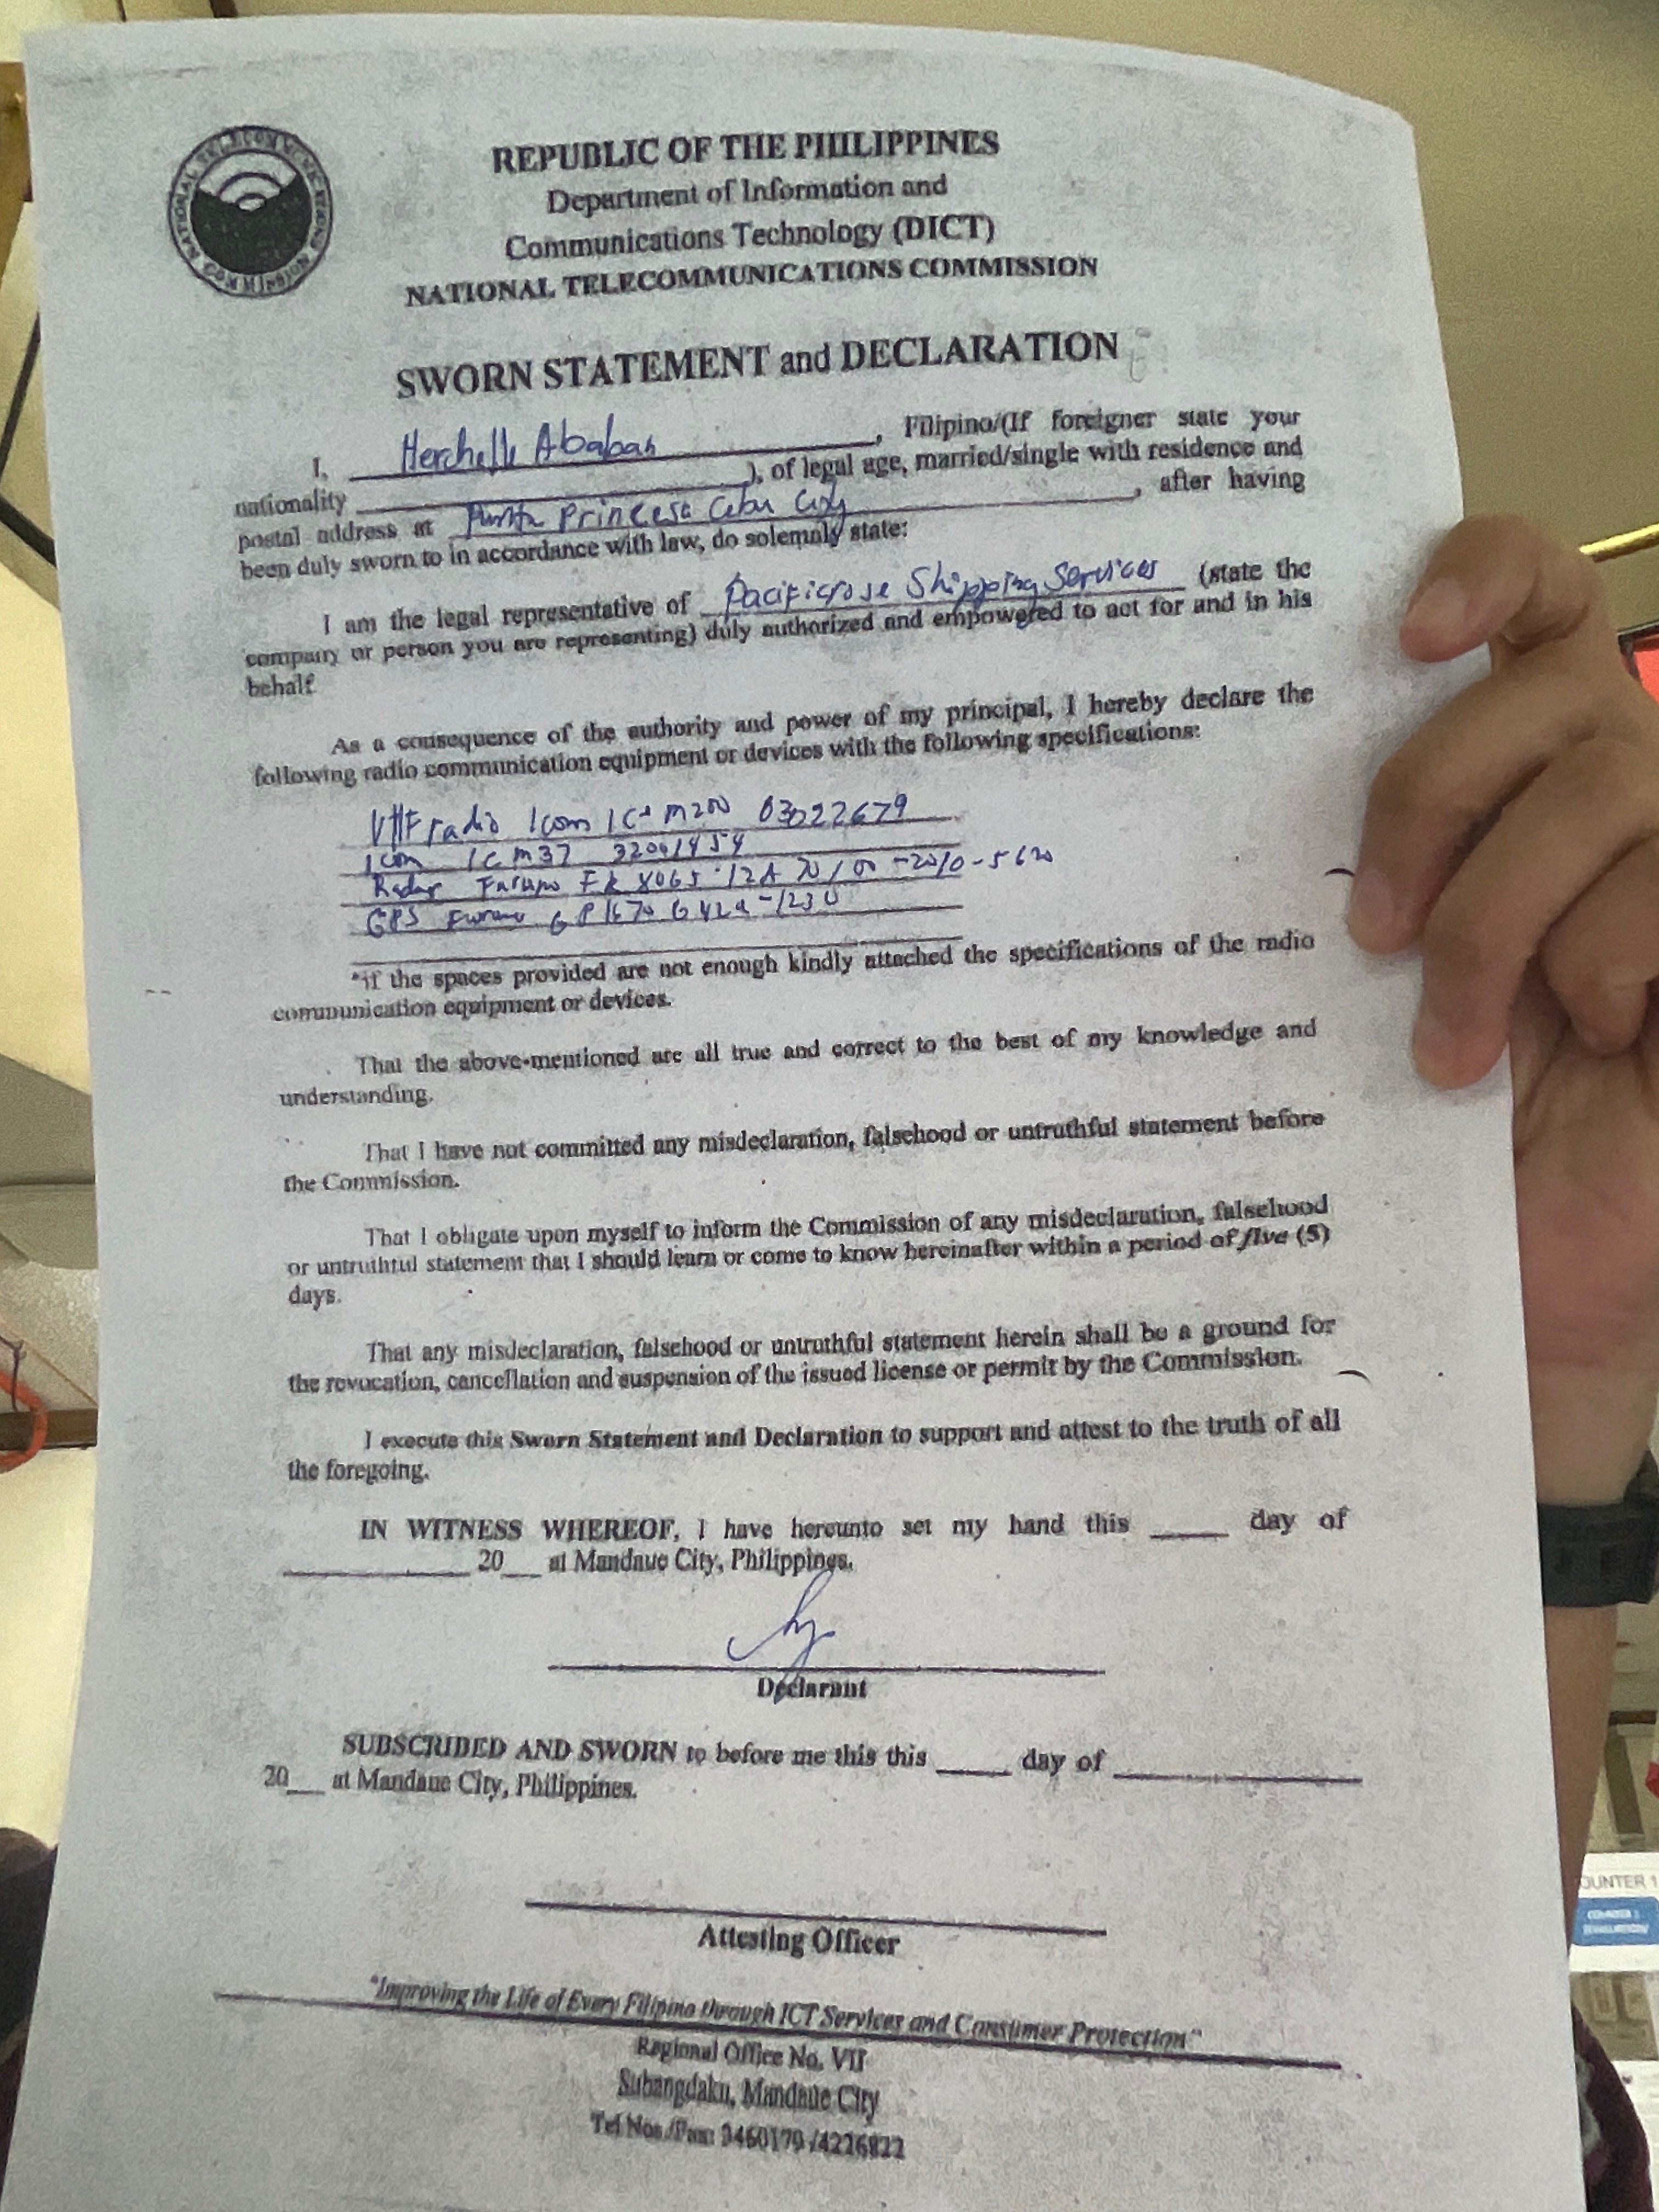 REPUBLIC OF THE PHILIPPINES
Department of Information and
Communications Technology (DICT)
NATIONAL TELECOMMUNICATIONS COMMISSION
NATIONAL TELECOMMUNICATIONS COMMISSION
SWORN STATEMENT and DECLARATION
I, Herchelle Ababan, Filipino/(If foreigner state your
nationality ), of legal age, married/single with residence and
postal address at Punta Princesa Cebu City, after having
been duly sworn to in accordance with law, do solemnly state:
I am the legal representative of Pacificrose Shipping Services (state the
company or person you are representing) duly authorized and empowered to act for and in his
behalf.
As a consequence of the authority and power of my principal, I hereby declare the
following radio communication equipment or devices with the following specifications:
VHF radio Icom IC-M200 03022679
Icom IC M37 32041454
Radar Furuno FR 8065 12A
GPS Furuno GP1670
*if the spaces provided are not enough kindly attached the specifications of the radio
communication equipment or devices.
That the above-mentioned are all true and correct to the best of my knowledge and
understanding.
That I have not committed any misdeclaration, falsehood or untruthful statement before
the Commission.
That I obligate upon myself to inform the Commission of any misdeclaration, falsehood
or untruthful statement that I should learn or come to know hereinafter within a period of five (5)
days.
That any misdeclaration, falsehood or untruthful statement herein shall be a ground for
the revocation, cancellation and suspension of the issued license or permit by the Commission.
I execute this Sworn Statement and Declaration to support and attest to the truth of all
the foregoing.
IN WITNESS WHEREOF, I have hereunto set my hand this ____ day of
____ 20__ at Mandaue City, Philippines.
Declarant
SUBSCRIBED AND SWORN to before me this this ____ day of ____
20__ at Mandaue City, Philippines.
Attesting Officer
"Improving the Life of Every Filipino through ICT Services and Consumer Protection"
Regional Office No. VII
Subangdaku, Mandaue City
Tel Nos./Fax: 3460179 /4226822
OUNTER 1